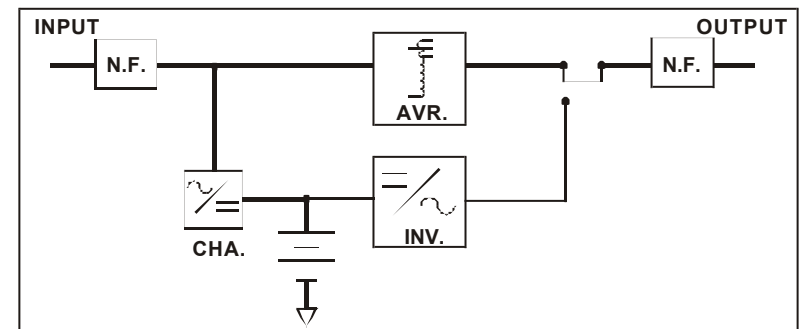 INPUT
OUTPUT
N.F.
N.F.
AVR.
CHA.
INV.